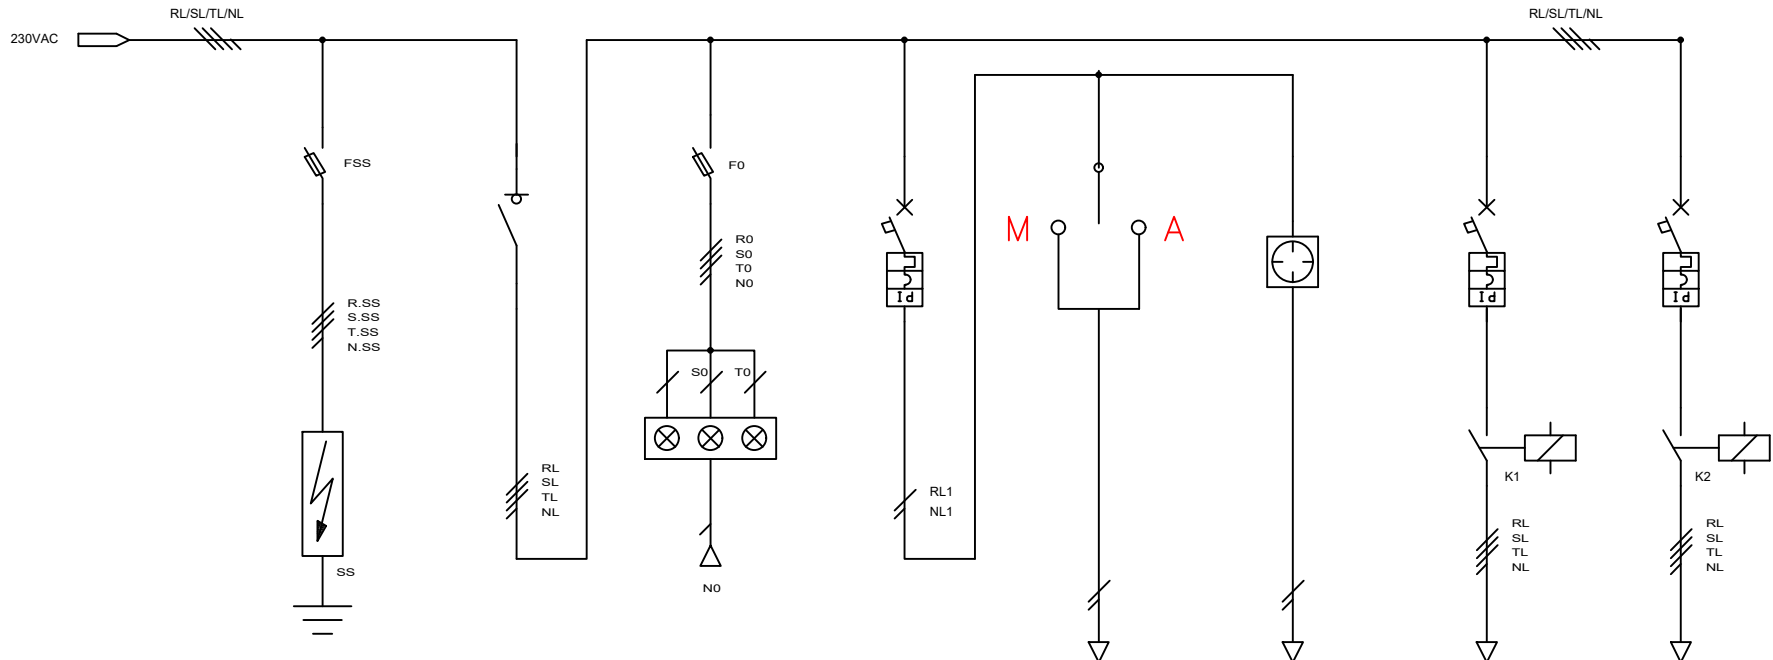 RL/SL/TL/NL
RL/SL/TL/NL
230VAC
FSS
F0
M
A
R0
S0
T0
N0
Id
Id
Id
R.SS
S.SS
T.SS
N.SS
S0
T0
RL
SL
TL
NL
RL1
NL1
K1
K2
RL
SL
TL
NL
RL
SL
TL
NL
SS
N0